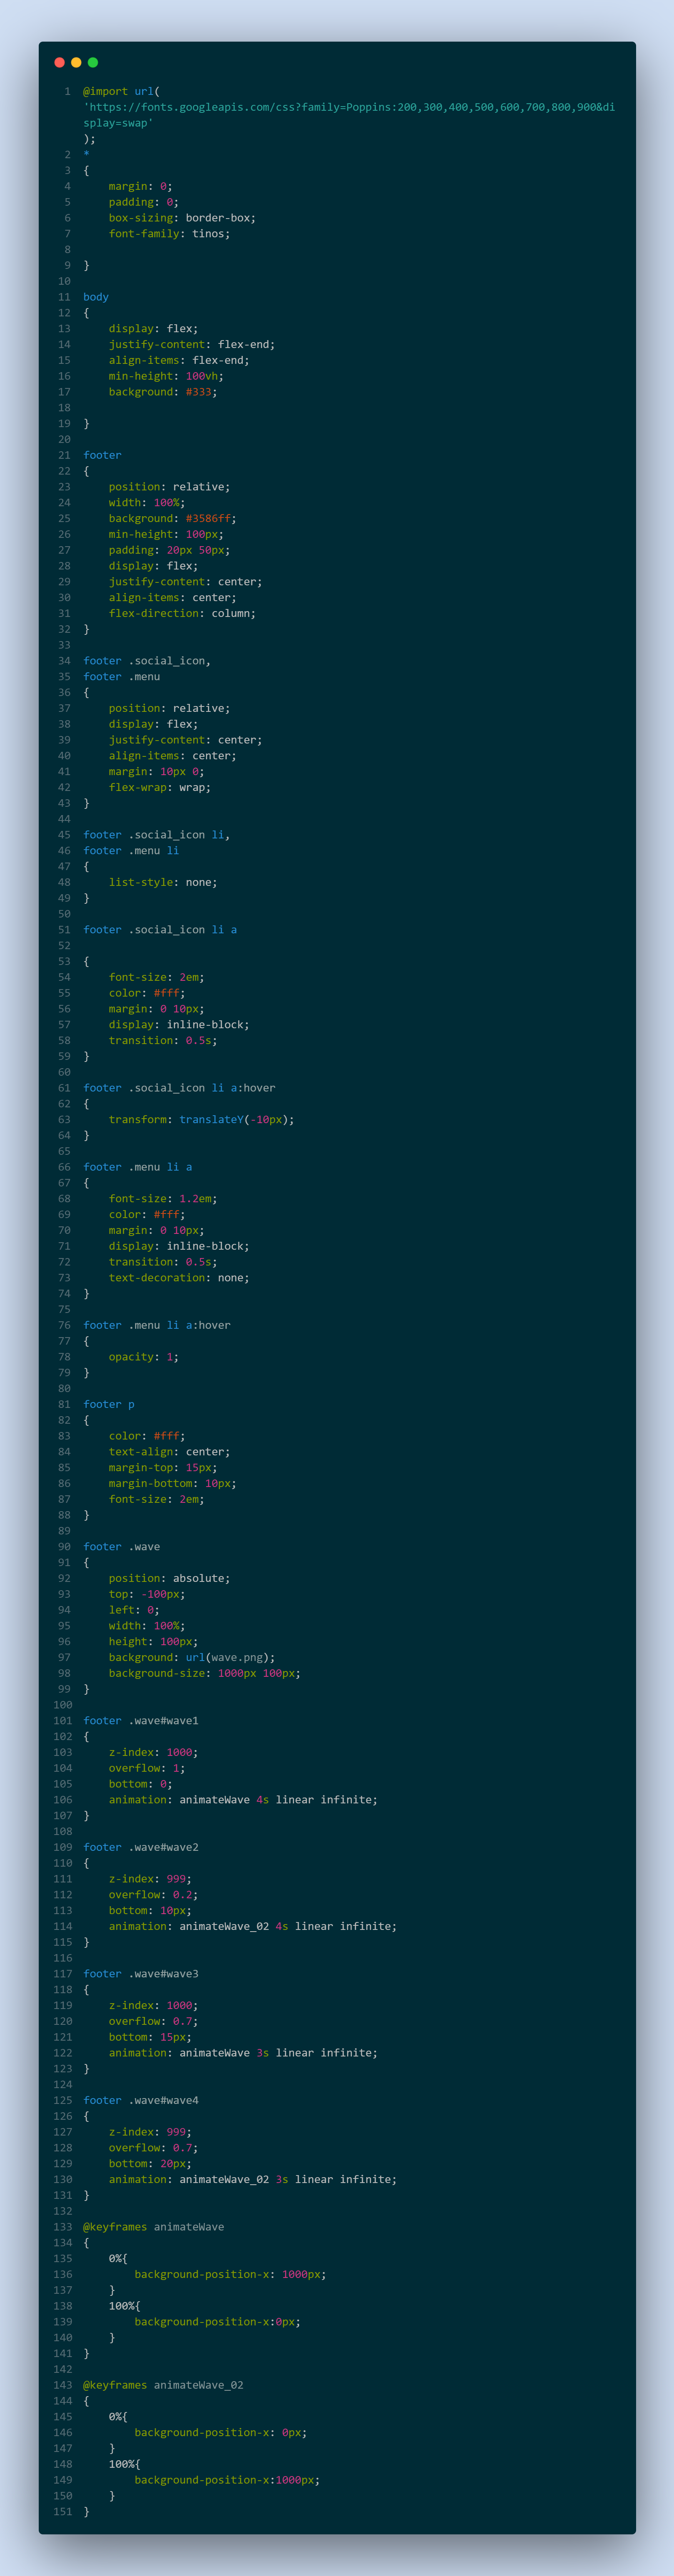 1 @import url(
'https://fonts.googleapis.com/css?family=Poppins:200,300,400,500,600,700,800,900&di
splay=swap'
);
2 *
3 {
4     margin: 0;
5     padding: 0;
6     box-sizing: border-box;
7     font-family: tinos;
8
9 }
10
11 body
12 {
13     display: flex;
14     justify-content: flex-end;
15     align-items: flex-end;
16     min-height: 100vh;
17     background: #333;
18
19 }
20
21 footer
22 {
23     position: relative;
24     width: 100%;
25     background: #3586ff;
26     min-height: 100px;
27     padding: 20px 50px;
28     display: flex;
29     justify-content: center;
30     align-items: center;
31     flex-direction: column;
32 }
33
34 footer .social_icon,
35 footer .menu
36 {
37     position: relative;
38     display: flex;
39     justify-content: center;
40     align-items: center;
41     margin: 10px 0;
42     flex-wrap: wrap;
43 }
44
45 footer .social_icon li,
46 footer .menu li
47 {
48     list-style: none;
49 }
50
51 footer .social_icon li a
52
53 {
54     font-size: 2em;
55     color: #fff;
56     margin: 0 10px;
57     display: inline-block;
58     transition: 0.5s;
59 }
60
61 footer .social_icon li a:hover
62 {
63     transform: translateY(-10px);
64 }
65
66 footer .menu li a
67 {
68     font-size: 1.2em;
69     color: #fff;
70     margin: 0 10px;
71     display: inline-block;
72     transition: 0.5s;
73     text-decoration: none;
74 }
75
76 footer .menu li a:hover
77 {
78     opacity: 1;
79 }
80
81 footer p
82 {
83     color: #fff;
84     text-align: center;
85     margin-top: 15px;
86     margin-bottom: 10px;
87     font-size: 2em;
88 }
89
90 footer .wave
91 {
92     position: absolute;
93     top: -100px;
94     left: 0;
95     width: 100%;
96     height: 100px;
97     background: url(wave.png);
98     background-size: 1000px 100px;
99 }
100
101 footer .wave#wave1
102 {
103     z-index: 1000;
104     overflow: 1;
105     bottom: 0;
106     animation: animateWave 4s linear infinite;
107 }
108
109 footer .wave#wave2
110 {
111     z-index: 999;
112     overflow: 0.2;
113     bottom: 10px;
114     animation: animateWave_02 4s linear infinite;
115 }
116
117 footer .wave#wave3
118 {
119     z-index: 1000;
120     overflow: 0.7;
121     bottom: 15px;
122     animation: animateWave 3s linear infinite;
123 }
124
125 footer .wave#wave4
126 {
127     z-index: 999;
128     overflow: 0.7;
129     bottom: 20px;
130     animation: animateWave_02 3s linear infinite;
131 }
132
133 @keyframes animateWave
134 {
135     0%{
136         background-position-x: 1000px;
137     }
138     100%{
139         background-position-x:0px;
140     }
141 }
142
143 @keyframes animateWave_02
144 {
145     0%{
146         background-position-x: 0px;
147     }
148     100%{
149         background-position-x:1000px;
150     }
151 }